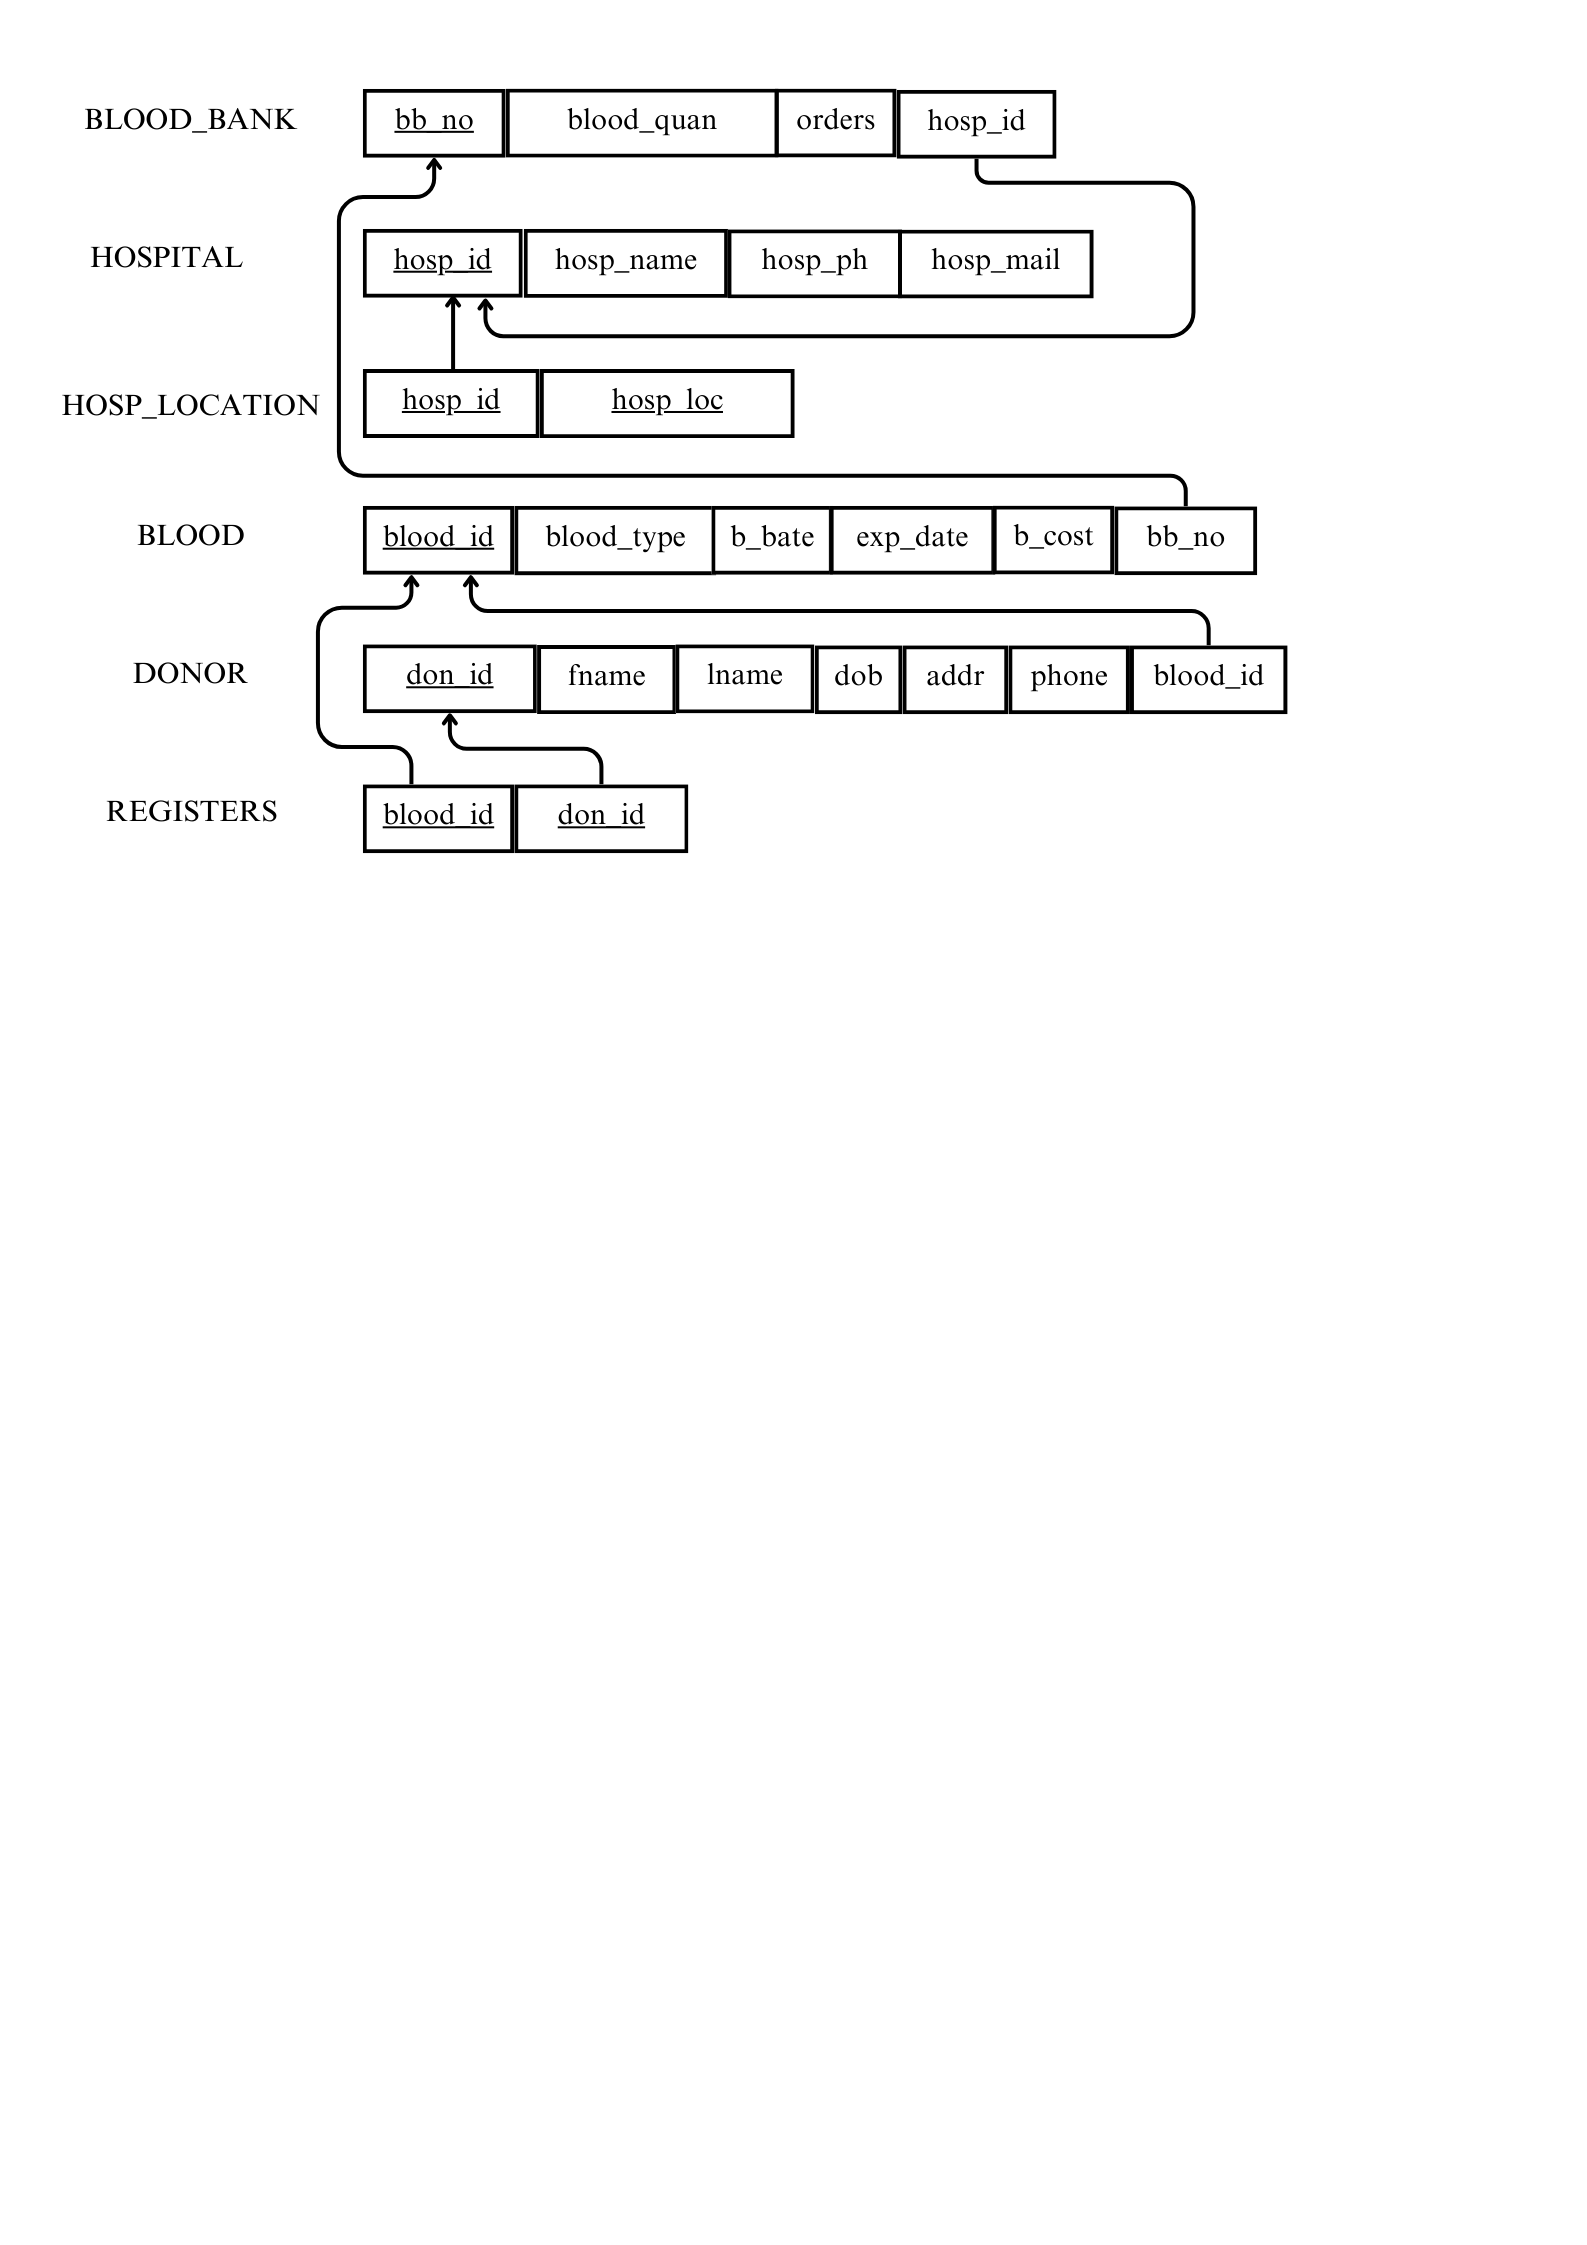 BLOOD_BANK bb_no blood_quan orders hosp_id
HOSPITAL hosp_id hosp_name hosp_ph hosp_mail
HOSP_LOCATION hosp_id hosp_loc
BLOOD blood_id blood_type b_bate exp_date b_cost bb_no
DONOR don_id fname lname dob addr phone blood_id
REGISTERS blood_id don_id